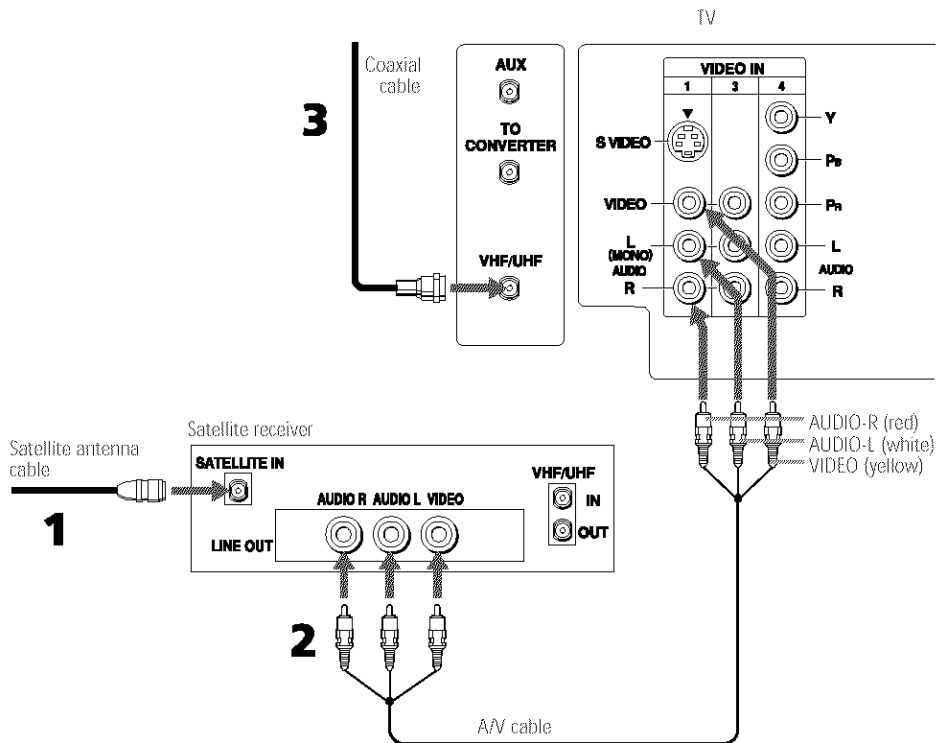 TV
3
Coaxial
cable
AUX
TO
CONVERTER
VHF/UHF
VIDEO IN
1 3 4
S VIDEO
VIDEO
L
(MONO)
AUDIO
R
Y
PB
PR
L
AUDIO
R
AUDIO-R (red)
AUDIO-L (white)
VIDEO (yellow)
Satellite antenna
cable
1
Satellite receiver
SATELLITE IN
AUDIO R AUDIO L VIDEO
LINE OUT
VHF/UHF
IN
OUT
2
A/V cable